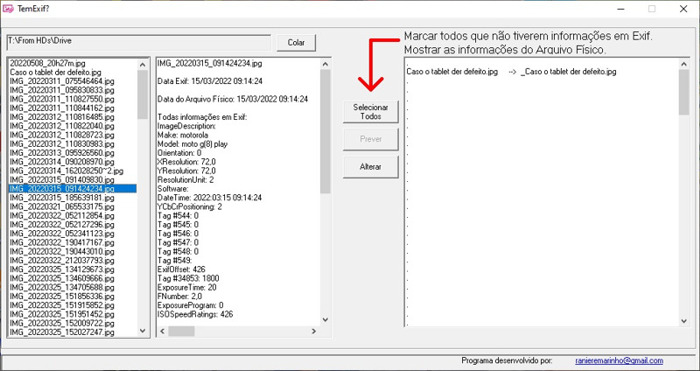 TemExif?
T:\From HDs\Drive
Colar
Marcar todos que não tiverem informações em Exif.
Mostrar as informações do Arquivo Físico.
20220508_20h27m.jpg
Caso o tablet der defeito.jpg
IMG_20220311_075546464.jpg
IMG_20220311_095830833.jpg
IMG_20220311_110827550.jpg
IMG_20220311_110844162.jpg
IMG_20220312_110816485.jpg
IMG_20220312_110822040.jpg
IMG_20220312_110828723.jpg
IMG_20220312_110830983.jpg
IMG_20220313_095926560.jpg
IMG_20220314_090208970.jpg
IMG_20220314_162028250~2.jpg
IMG_20220315_091409830.jpg
IMG_20220315_091424234.jpg
IMG_20220315_185639181.jpg
IMG_20220321_065533175.jpg
IMG_20220322_052112854.jpg
IMG_20220322_052127296.jpg
IMG_20220322_052341123.jpg
IMG_20220322_190417167.jpg
IMG_20220322_190443010.jpg
IMG_20220322_212037793.jpg
IMG_20220325_134129673.jpg
IMG_20220325_134609666.jpg
IMG_20220325_134705688.jpg
IMG_20220325_151856336.jpg
IMG_20220325_151915852.jpg
IMG_20220325_151951452.jpg
IMG_20220325_152009722.jpg
IMG_20220325_152027247.jpg
IMG_20220315_091424234.jpg
Data Exif: 15/03/2022 09:14:24
Data do Arquivo Físico: 15/03/2022 09:14:24
Todas informações em Exif:
ImageDescription:
Make: motorola
Model: moto g(8) play
Orientation: 0
XResolution: 72,0
YResolution: 72,0
ResolutionUnit: 2
Software:
DateTime: 2022:03:15 09:14:24
YCbCrPositioning: 2
Tag #544: 0
Tag #545: 0
Tag #546: 0
Tag #547: 0
Tag #548: 0
Tag #549:
ExifOffset: 426
Tag #34853: 1800
ExposureTime: 20
FNumber: 2,0
ExposureProgram: 0
ISOSpeedRatings: 426
Selecionar
Todos
Prever
Alterar
Caso o tablet der defeito.jpg --> _Caso o tablet der defeito.jpg
Programa desenvolvido por: ranieremarinho@gmail.com